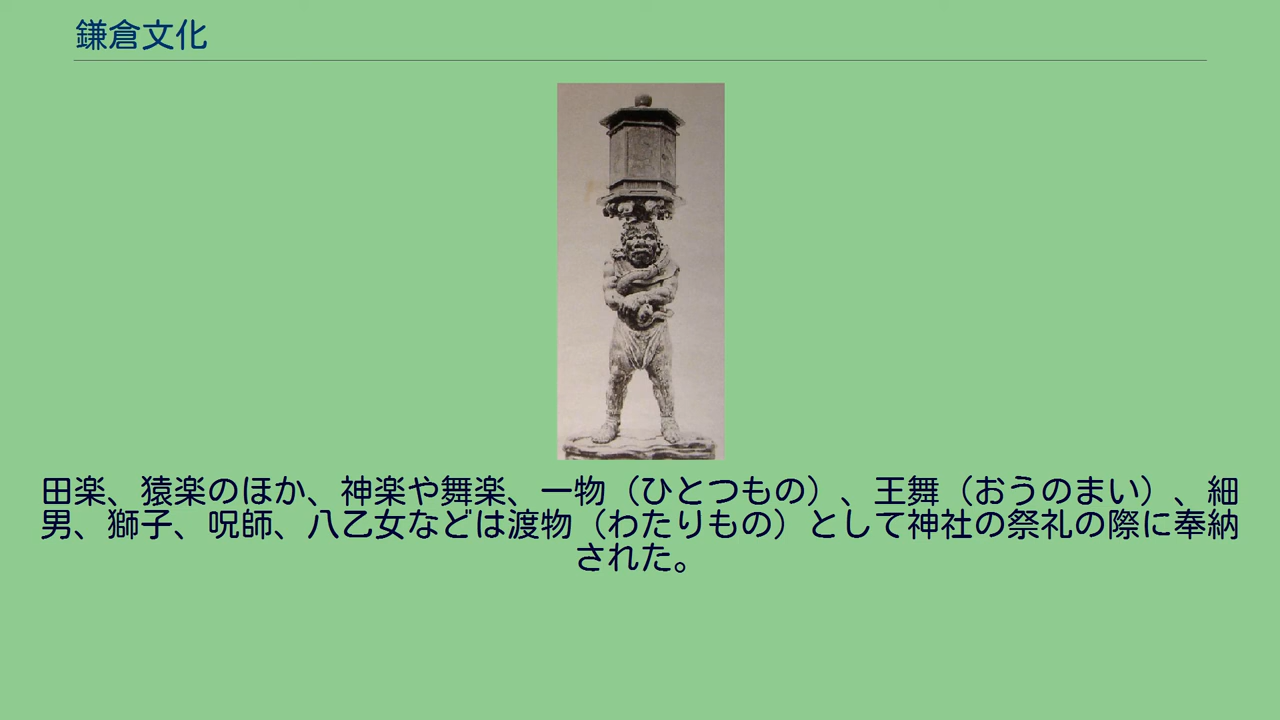 鎌倉文化
田楽、猿楽のほか、神楽や舞楽、一物（ひとつもの）、王舞（おうのまい）、細
男、獅子、呪師、八乙女などは渡物（わたりもの）として神社の祭礼の際に奉納
された。